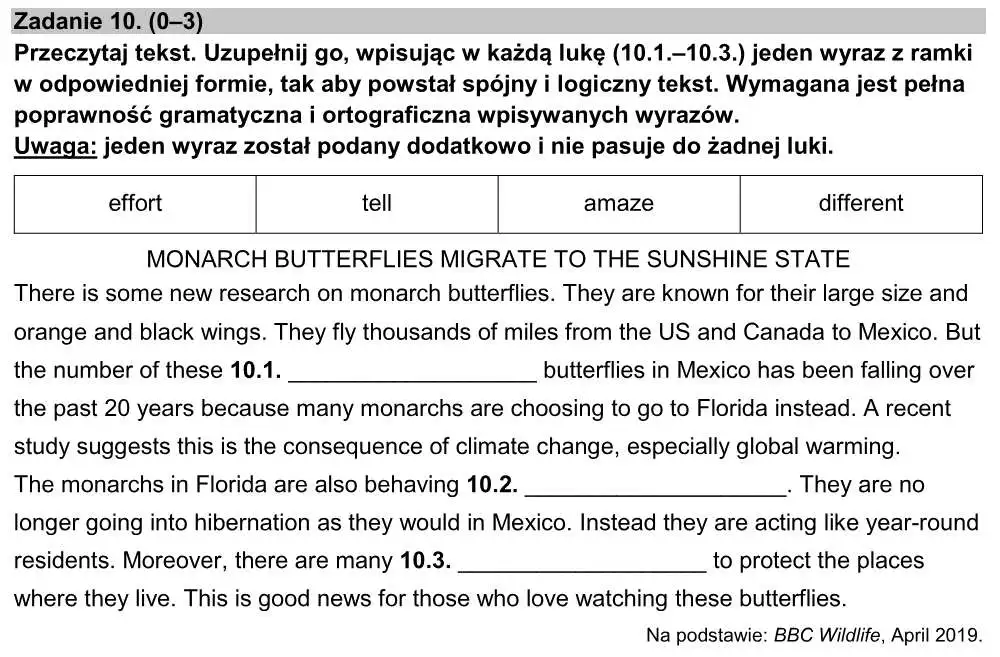 Zadanie 10. (0–3)
Przeczytaj tekst. Uzupełnij go, wpisując w każdą lukę (10.1.–10.3.) jeden wyraz z ramki
w odpowiedniej formie, tak aby powstał spójny i logiczny tekst. Wymagana jest pełna
poprawność gramatyczna i ortograficzna wpisywanych wyrazów.
Uwaga: jeden wyraz został podany dodatkowo i nie pasuje do żadnej luki.
effort tell amaze different
MONARCH BUTTERFLIES MIGRATE TO THE SUNSHINE STATE
There is some new research on monarch butterflies. They are known for their large size and
orange and black wings. They fly thousands of miles from the US and Canada to Mexico. But
the number of these 10.1. ____________________ butterflies in Mexico has been falling over
the past 20 years because many monarchs are choosing to go to Florida instead. A recent
study suggests this is the consequence of climate change, especially global warming.
The monarchs in Florida are also behaving 10.2. _____________________. They are no
longer going into hibernation as they would in Mexico. Instead they are acting like year-round
residents. Moreover, there are many 10.3. ____________________ to protect the places
where they live. This is good news for those who love watching these butterflies.
Na podstawie: BBC Wildlife, April 2019.